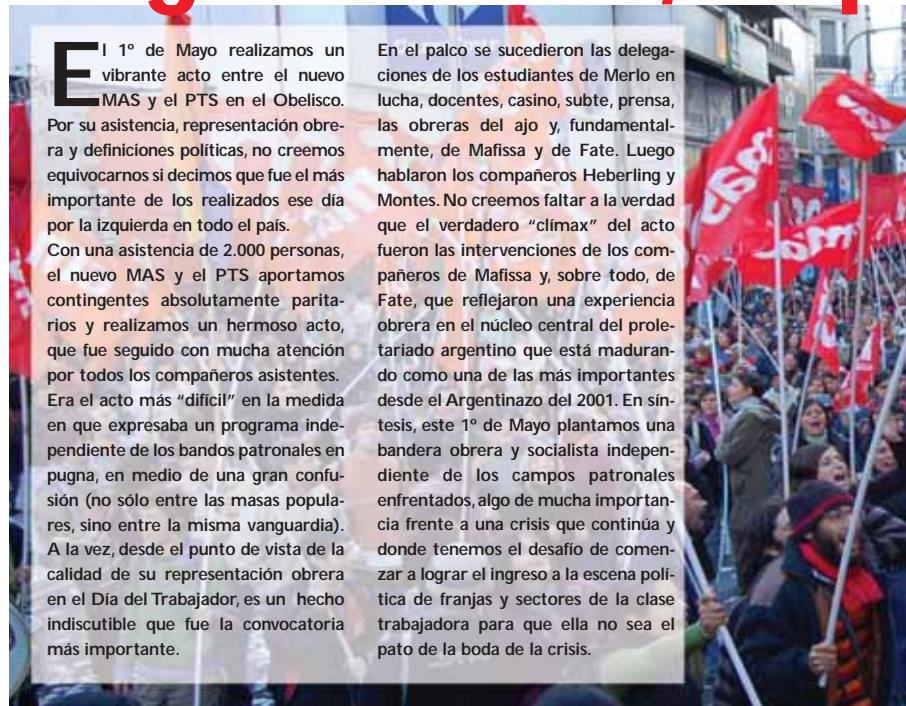 El 1º de Mayo realizamos un
vibrante acto entre el nuevo
MAS y el PTS en el Obelisco.
Por su asistencia, representación obre-
ra y definiciones políticas, no creemos
equivocarnos si decimos que fue el más
importante de los realizados ese día
por la izquierda en todo el país.
Con una asistencia de 2.000 personas,
el nuevo MAS y el PTS aportamos
contingentes absolutamente parita-
rios y realizamos un hermoso acto,
que fue seguido con mucha atención
por todos los compañeros asistentes.
Era el acto más “difícil” en la medida
en que expresaba un programa inde-
pendiente de los bandos patronales en
pugna, en medio de una gran confu-
sión (no sólo entre las masas popula-
res, sino entre la misma vanguardia).
A la vez, desde el punto de vista de la
calidad de su representación obrera
en el Día del Trabajador, es un hecho
indiscutible que fue la convocatoria
más importante.
En el palco se sucedieron las delega-
ciones de los estudiantes de Merlo en
lucha, docentes, casino, subte, prensa,
las obreras del ajo y, fundamental-
mente, de Mafissa y de Fate. Luego
hablaron los compañeros Heberling y
Montes. No creemos faltar a la verdad
que el verdadero “clímax” del acto
fueron las intervenciones de los com-
pañeros de Mafissa y, sobre todo, de
Fate, que reflejaron una experiencia
obrera en el núcleo central del prole-
tariado argentino que está maduran-
do como una de las más importantes
desde el Argentinazo del 2001. En sín-
tesis, este 1º de Mayo plantamos una
bandera obrera y socialista indepen-
diente de los campos patronales
enfrentados, algo de mucha importan-
cia frente a una crisis que continúa y
donde tenemos el desafío de comen-
zar a lograr el ingreso a la escena polí-
tica de franjas y sectores de la clase
trabajadora para que ella no sea el
pato de la boda de la crisis.